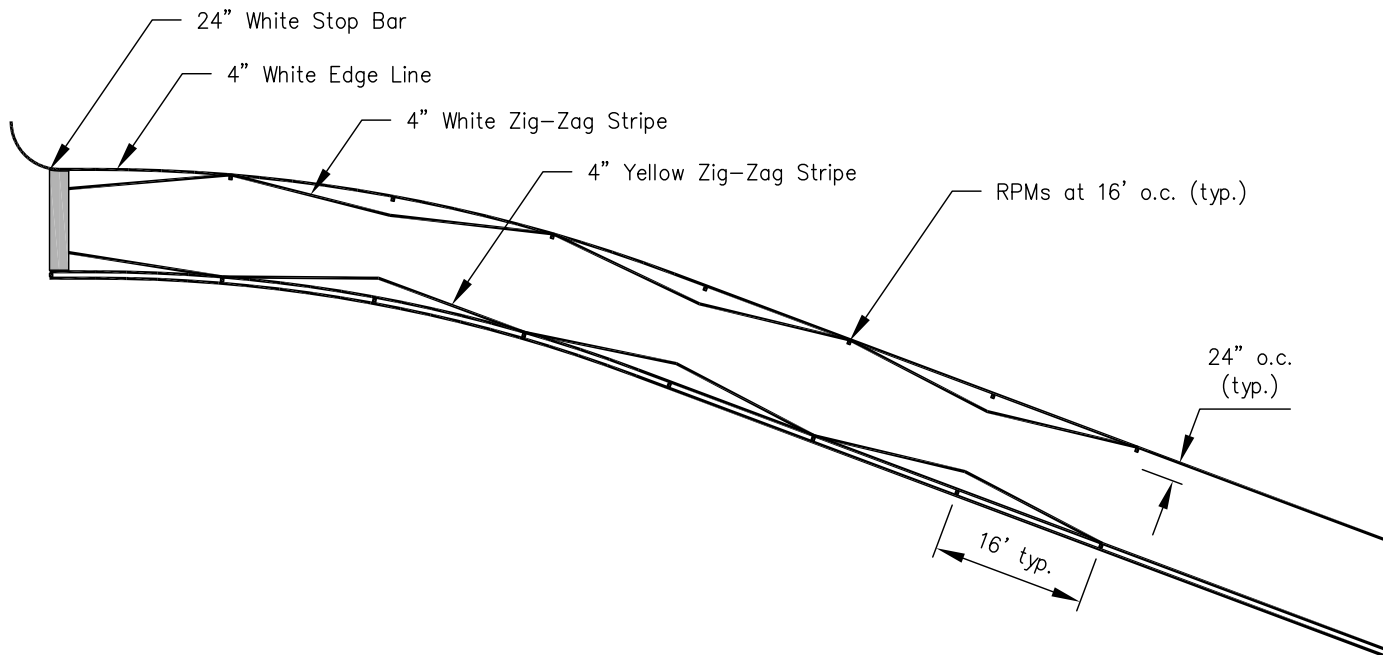 24” White Stop Bar
4” White Edge Line
4” White Zig-Zag Stripe
4” Yellow Zig-Zag Stripe
RPMs at 16’ o.c. (typ.)
24” o.c.
(typ.)
16’ typ.